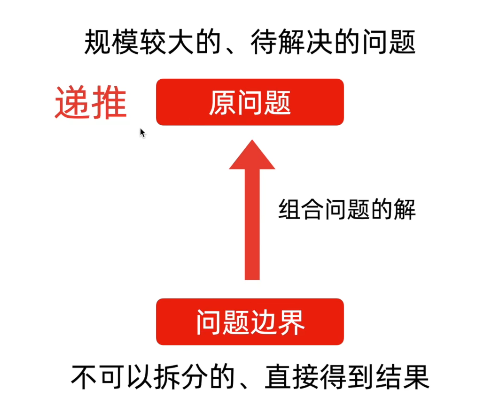 规模较大的、待解决的问题
递推
原问题
组合问题的解
问题边界
不可以拆分的、直接得到结果